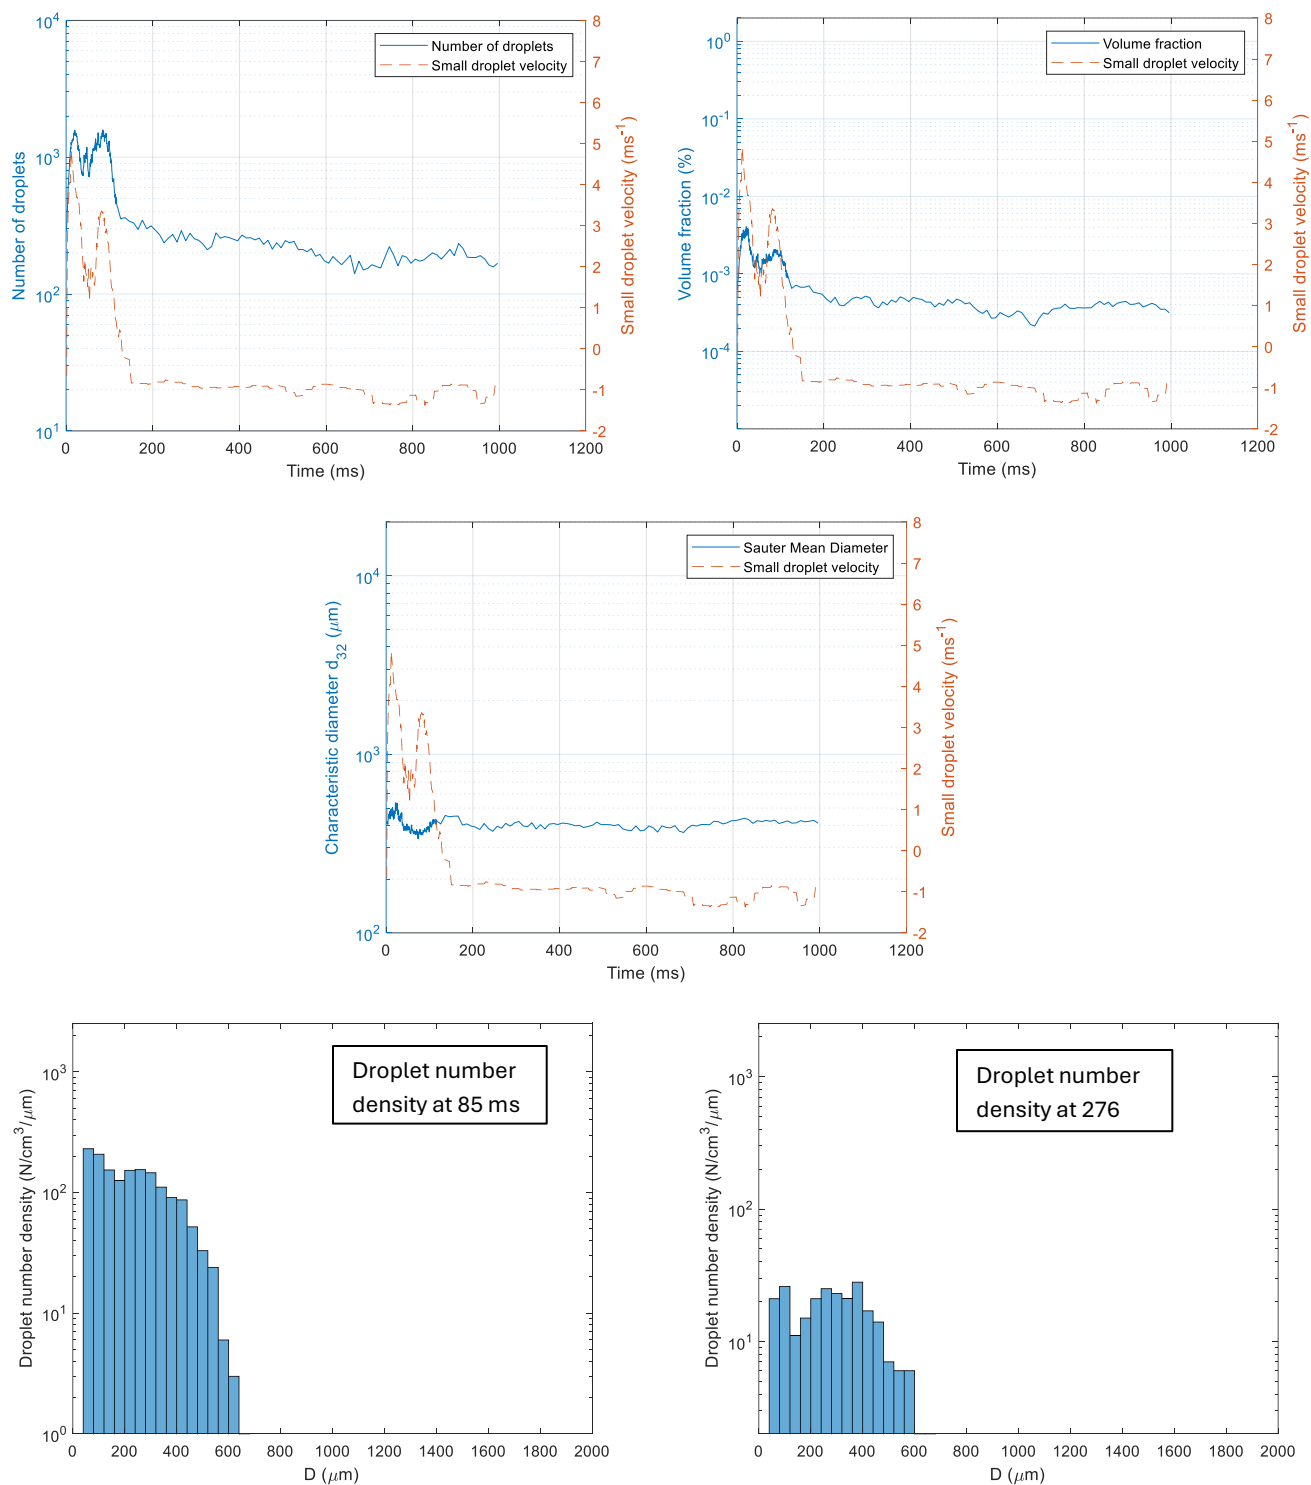 10^4
10^3
10^2
10^1
Number of droplets
8
7
6
5
4
3
2
1
0
-1
-2
Small droplet velocity (ms^-1)
Number of droplets
Small droplet velocity
0 200 400 600 800 1000 1200
Time (ms)
10^0
10^-1
10^-2
10^-3
10^-4
Volume fraction (%)
8
7
6
5
4
3
2
1
0
-1
-2
Small droplet velocity (ms^-1)
Volume fraction
Small droplet velocity
0 200 400 600 800 1000 1200
Time (ms)
10^4
10^3
10^2
Characteristic diameter d_32 (μm)
8
7
6
5
4
3
2
1
0
-1
-2
Small droplet velocity (ms^-1)
Sauter Mean Diameter
Small droplet velocity
0 200 400 600 800 1000 1200
Time (ms)
10^3
10^2
10^1
10^0
Droplet number density (N/cm^3/μm)
Droplet number
density at 85 ms
0 200 400 600 800 1000 1200 1400 1600 1800 2000
D (μm)
10^3
10^2
10^1
Droplet number density (N/cm^3/μm)
Droplet number
density at 276
0 200 400 600 800 1000 1200 1400 1600 1800 2000
D (μm)